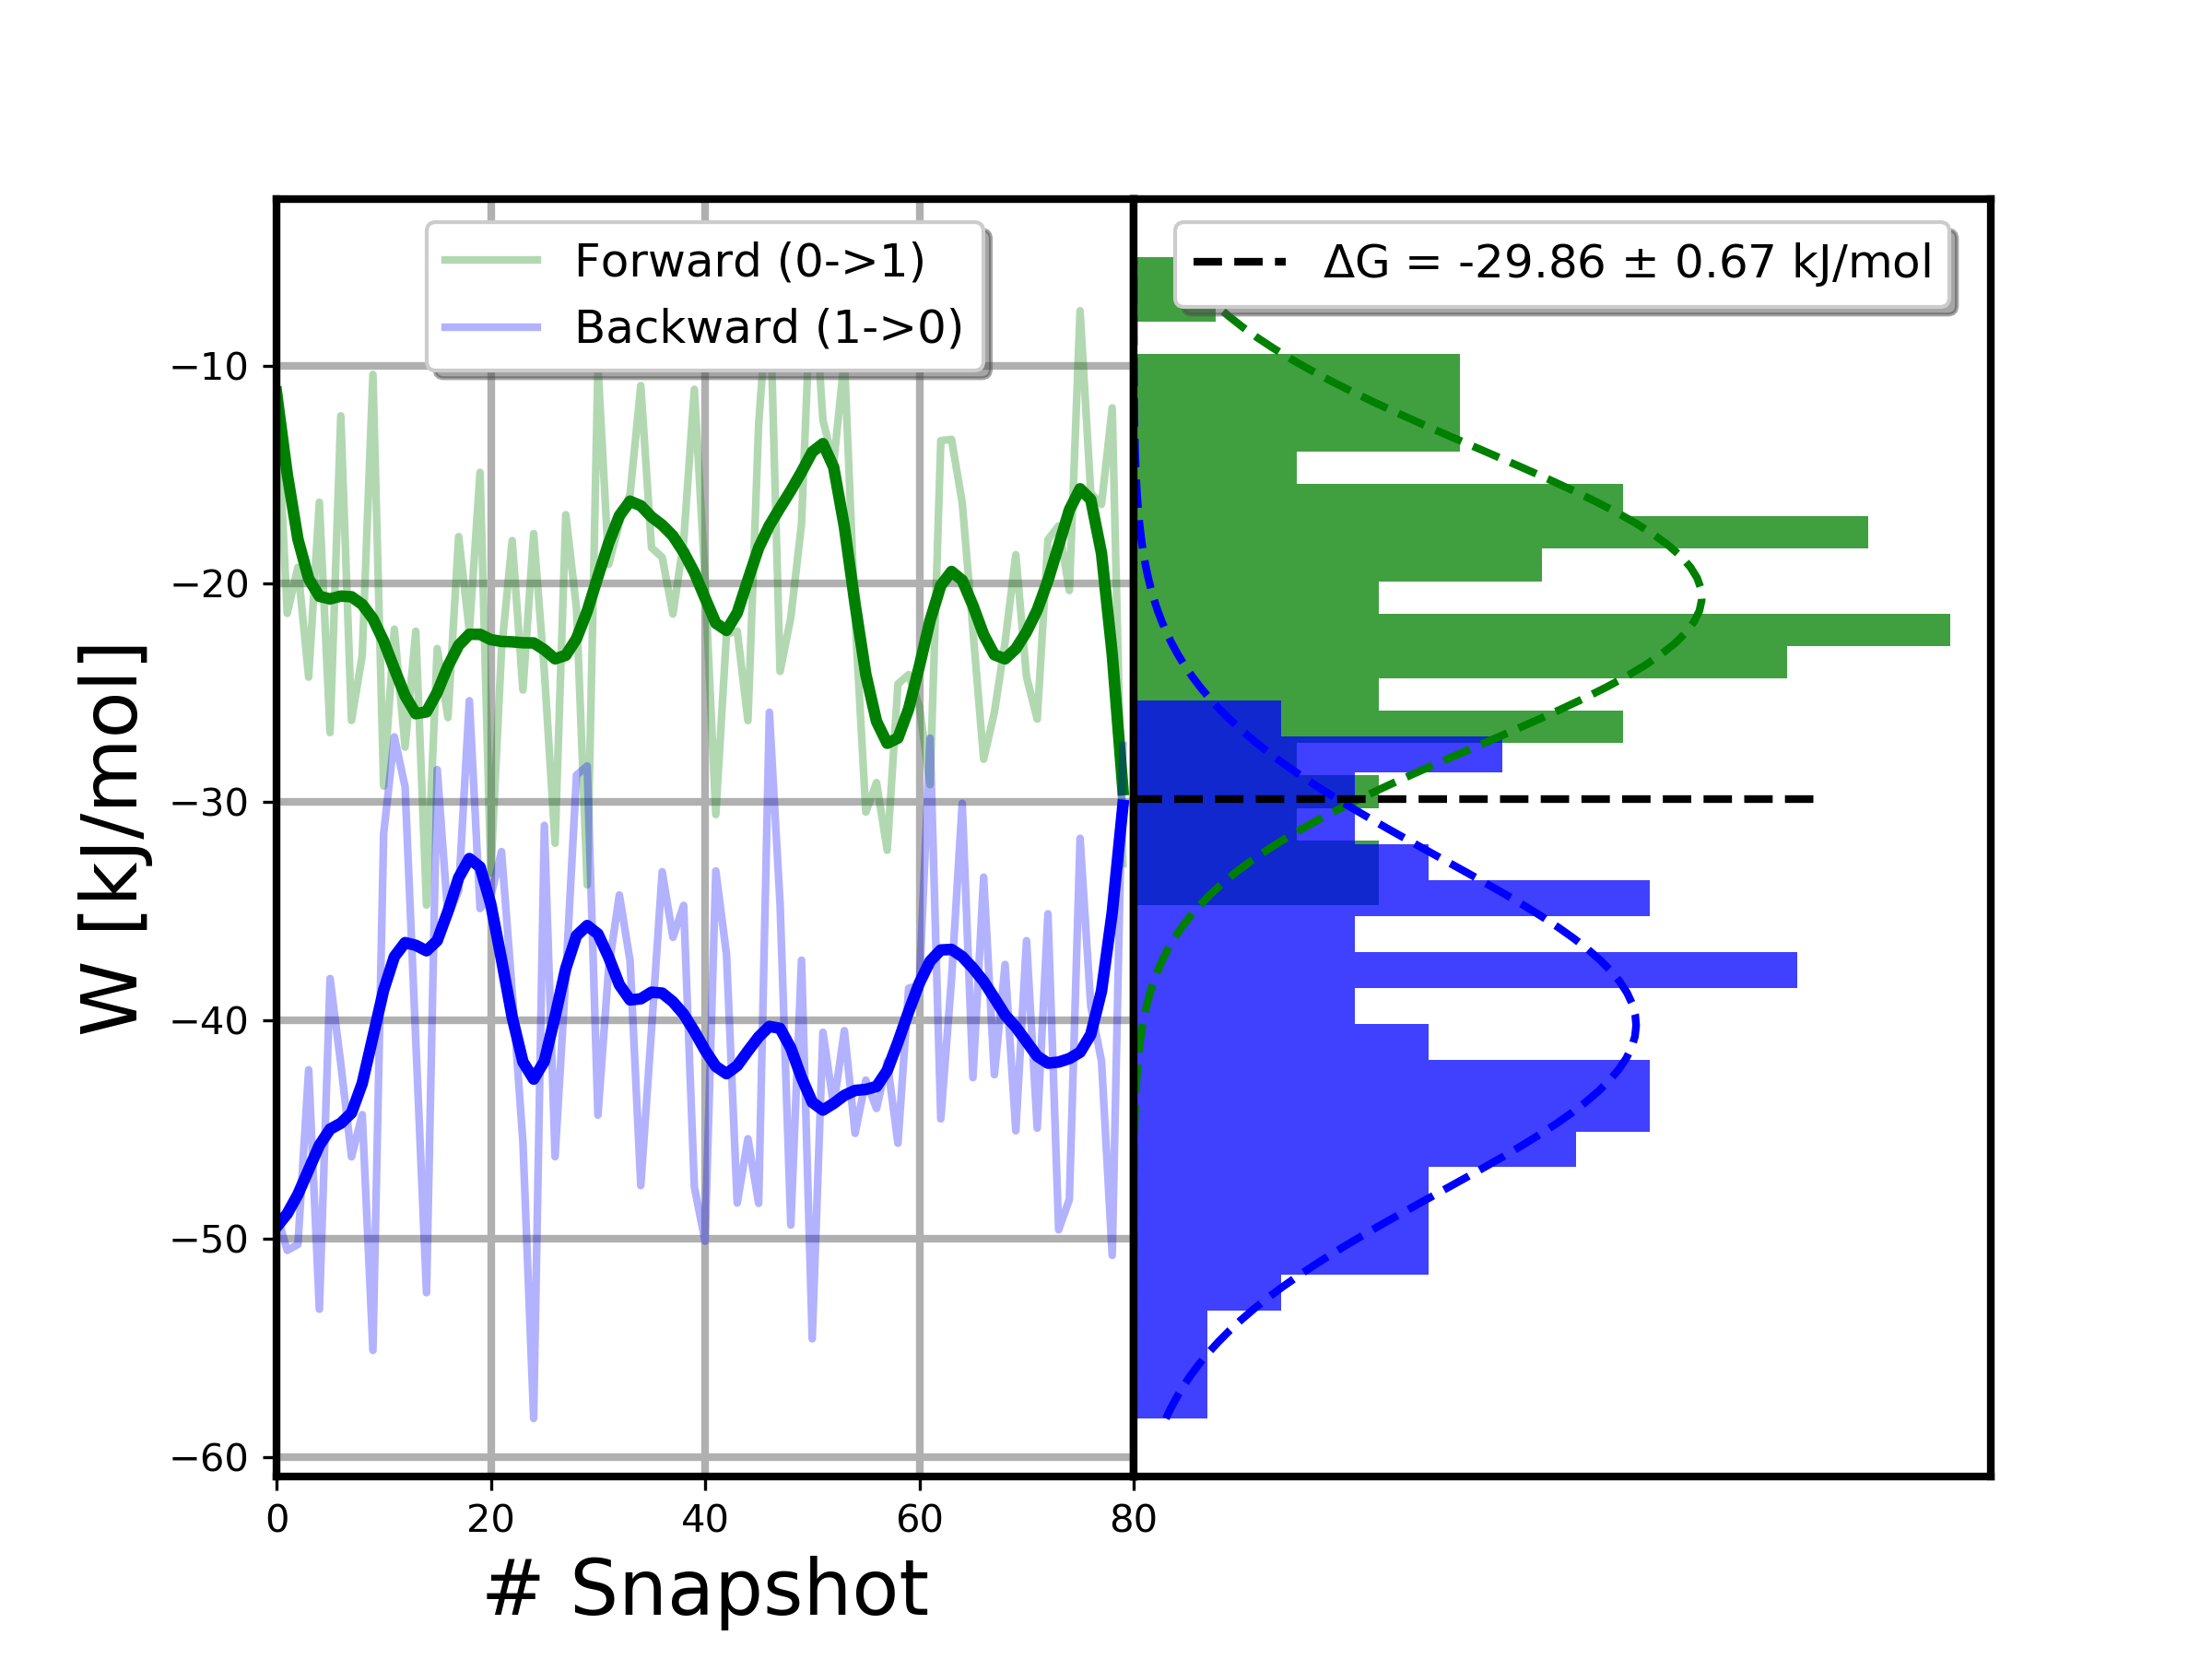 Forward (0->1)
Backward (1->0)
ΔG = -29.86 ± 0.67 kJ/mol
−10
−20
−30
−40
−50
−60
W [kJ/mol]
0 20 40 60 80
# Snapshot